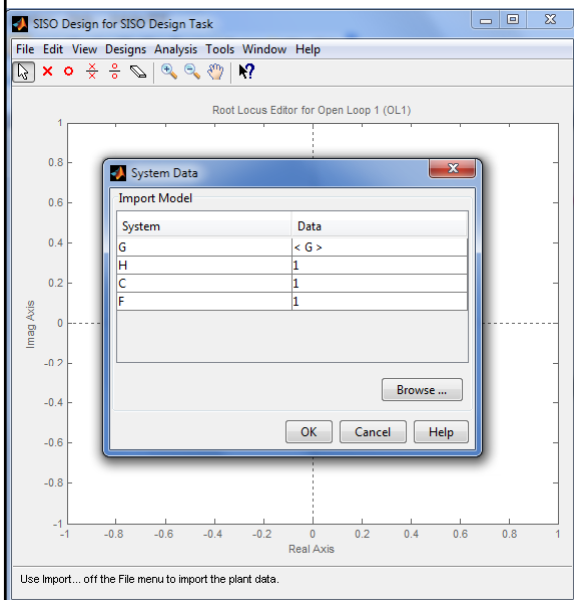 SISO Design for SISO Design Task
File Edit View Designs Analysis Tools Window Help
Root Locus Editor for Open Loop 1 (OL1)
1
0.8
0.6
0.4
0.2
0
-0.2
-0.4
-0.6
-0.8
-1
Imag Axis
System Data
Import Model
System Data
G < G >
H 1
C 1
F 1
Browse ...
OK Cancel Help
-1 -0.8 -0.6 -0.4 -0.2 0 0.2 0.4 0.6 0.8 1
Real Axis
Use Import... off the File menu to import the plant data.